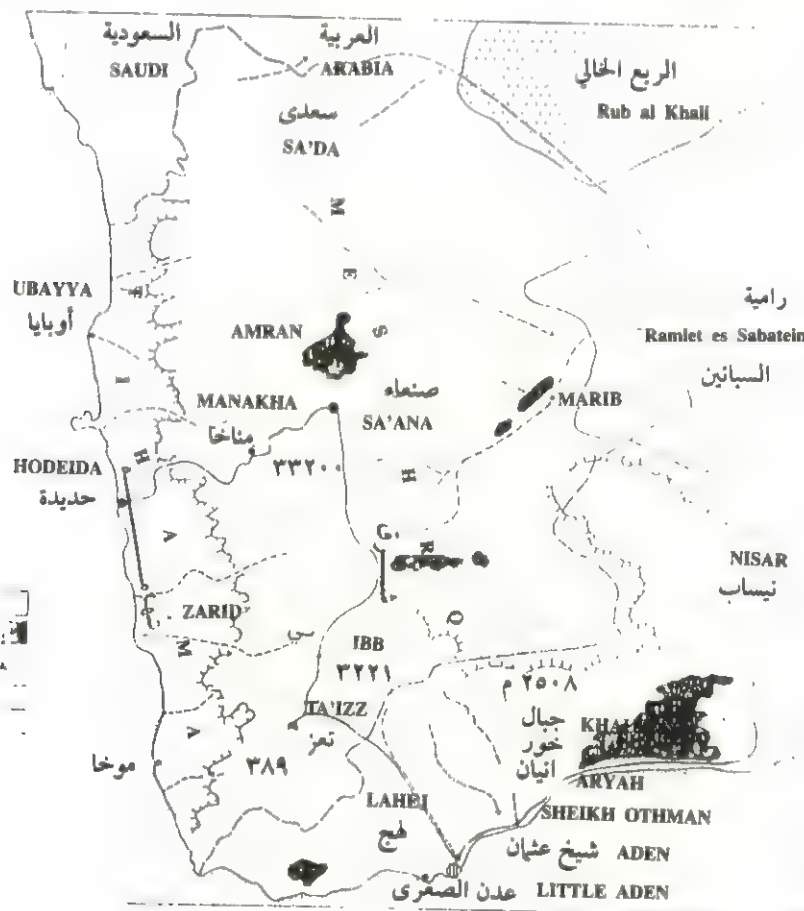 السعودية
SAUDI
العربية
ARABIA
الربع الخالي
Rub al Khali
سعدى
SA'DA
M
E
S
H
R
Q
T
I
H
A
M
A
UBAYYA
أوبايا
AMRAN
رامية
Ramlet es Sabatein
السبانين
MANAKHA
مناخا
صنعاء
SA'ANA
MARIB
HODEIDA
حديدة
٣٣٢٠٠
NISAR
نيساب
ZARID
IBB
٣٢٢١
٢٥٠٨ م
TA'IZZ
تعز
جبال
خور
انيان
ARYAH
موخا
٣٨٩
LAHEJ
لهج
SHEIKH OTHMAN
شيخ عثمان ADEN
عدن الصغرى LITTLE ADEN